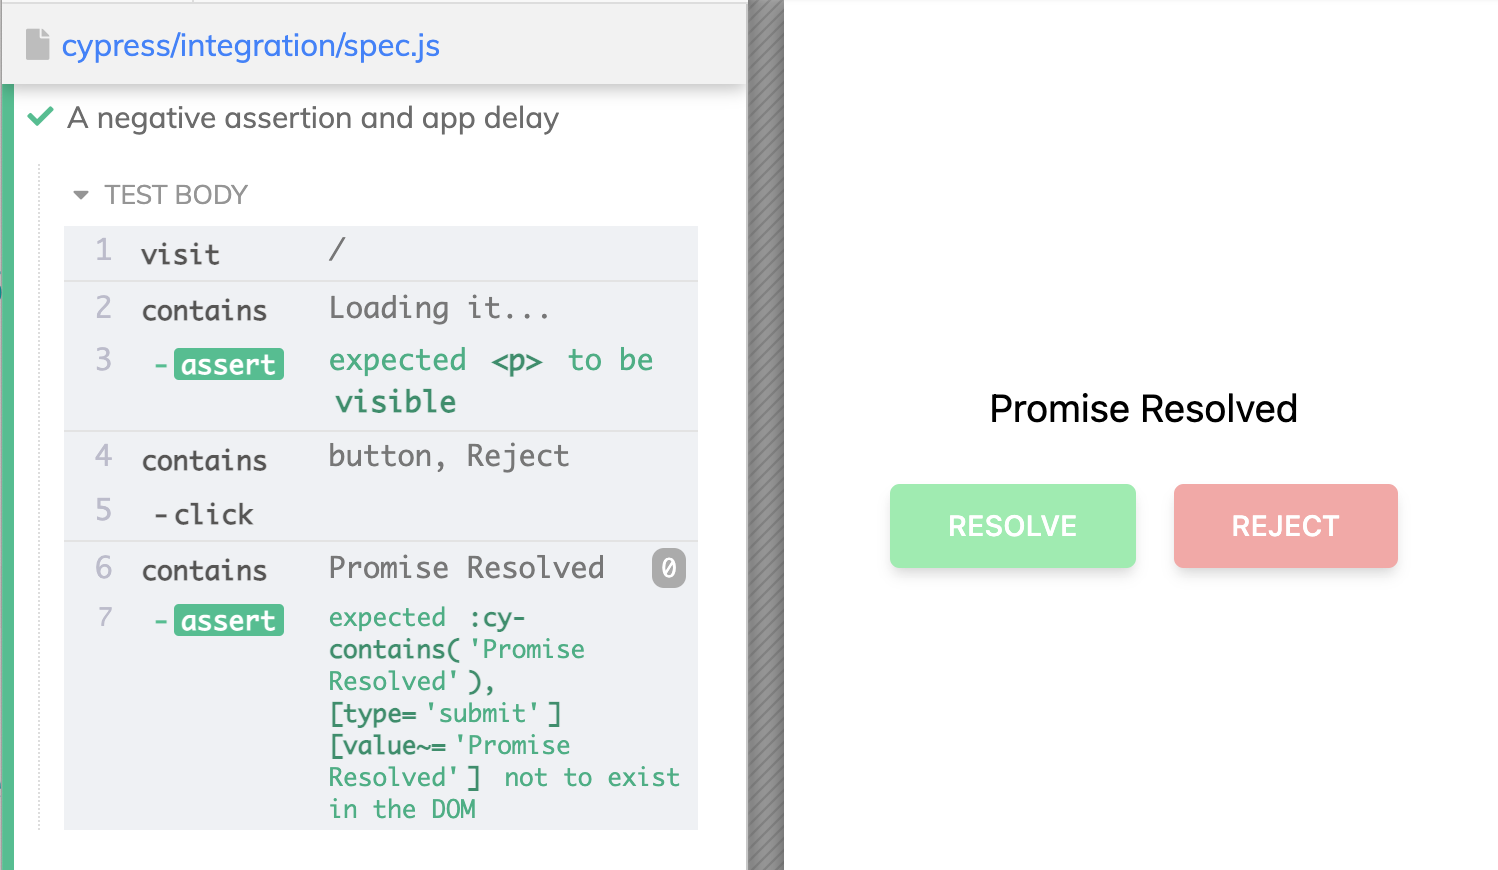 cypress/integration/spec.js
A negative assertion and app delay
TEST BODY
1 visit /
2 contains Loading it...
3 -assert expected <p> to be
visible
4 contains button, Reject
5 -click
6 contains Promise Resolved 0
7 -assert expected :cy-
contains('Promise
Resolved'),
[type='submit']
[value~='Promise
Resolved'] not to exist
in the DOM
Promise Resolved
RESOLVE REJECT